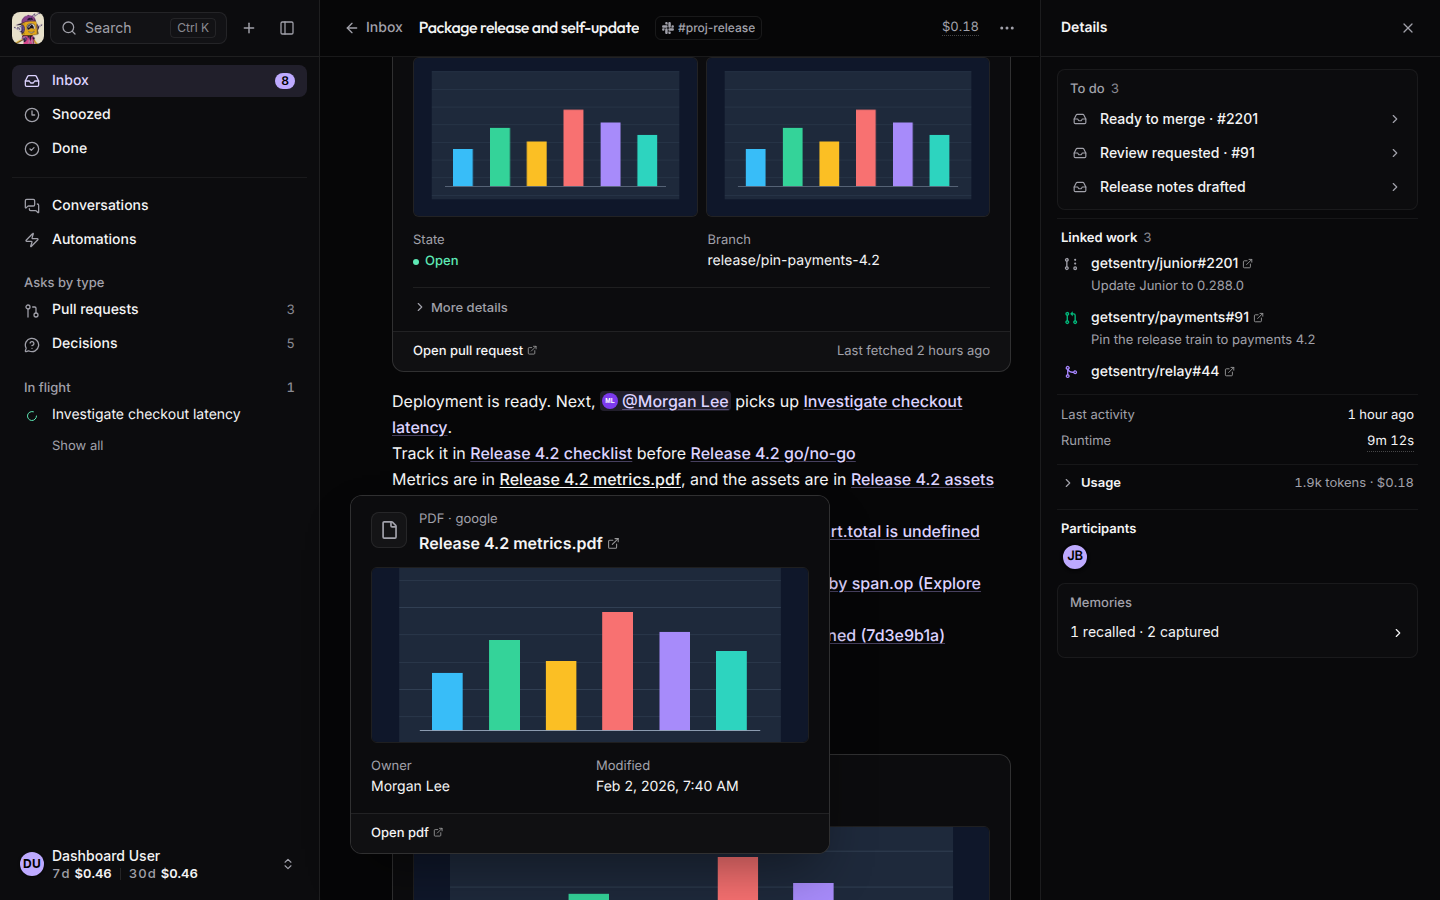 Search
Ctrl K
Inbox
8
Snoozed
Done
Conversations
Automations
Asks by type
Pull requests
3
Decisions
5
In flight
1
Investigate checkout latency
Show all
DU
Dashboard User
7d $0.46
30d $0.46
Inbox
Package release and self-update
#proj-release
$0.18
State
Open
Branch
release/pin-payments-4.2
More details
Open pull request
Last fetched 2 hours ago
Deployment is ready. Next, ML @Morgan Lee picks up Investigate checkout
latency.
Track it in Release 4.2 checklist before Release 4.2 go/no-go
Metrics are in Release 4.2 metrics.pdf, and the assets are in Release 4.2 assets
rt.total is undefined
by span.op (Explore
ned (7d3e9b1a)
PDF · google
Release 4.2 metrics.pdf
Owner
Morgan Lee
Modified
Feb 2, 2026, 7:40 AM
Open pdf
Details
To do 3
Ready to merge · #2201
Review requested · #91
Release notes drafted
Linked work 3
getsentry/junior#2201
Update Junior to 0.288.0
getsentry/payments#91
Pin the release train to payments 4.2
getsentry/relay#44
Last activity
1 hour ago
Runtime
9m 12s
Usage
1.9k tokens · $0.18
Participants
JB
Memories
1 recalled · 2 captured